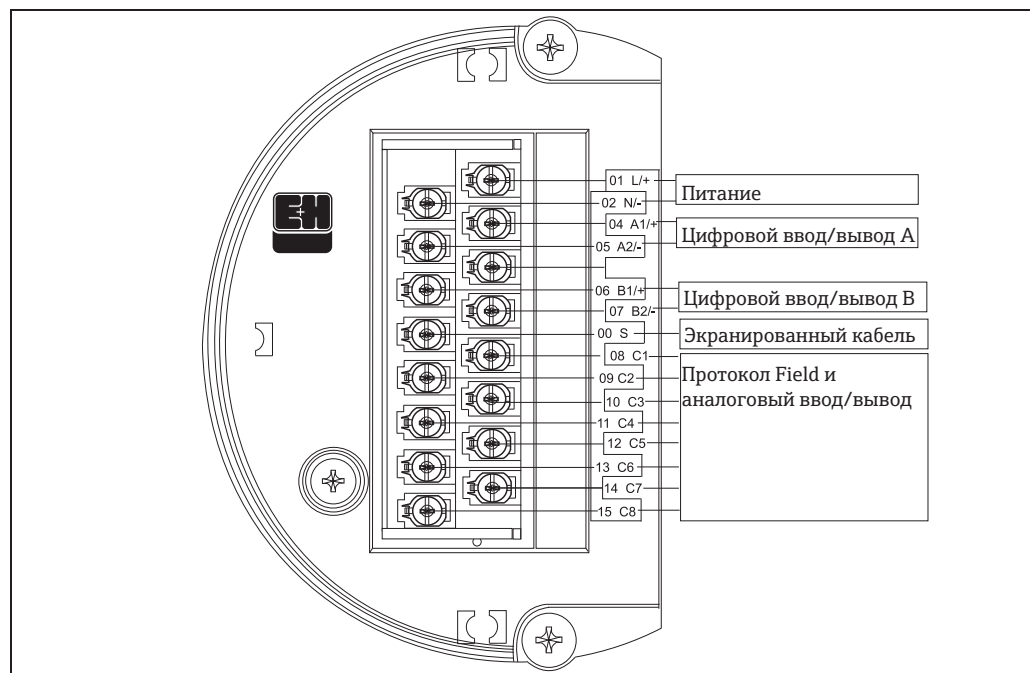 E+H
01 L/+
Питание
02 N/-
04 A1/+
Цифровой ввод/вывод A
05 A2/-
06 B1/+
Цифровой ввод/вывод B
07 B2/-
00 S
Экранированный кабель
08 C1
Протокол Field и
аналоговый ввод/вывод
09 C2
10 C3
11 C4
12 C5
13 C6
14 C7
15 C8